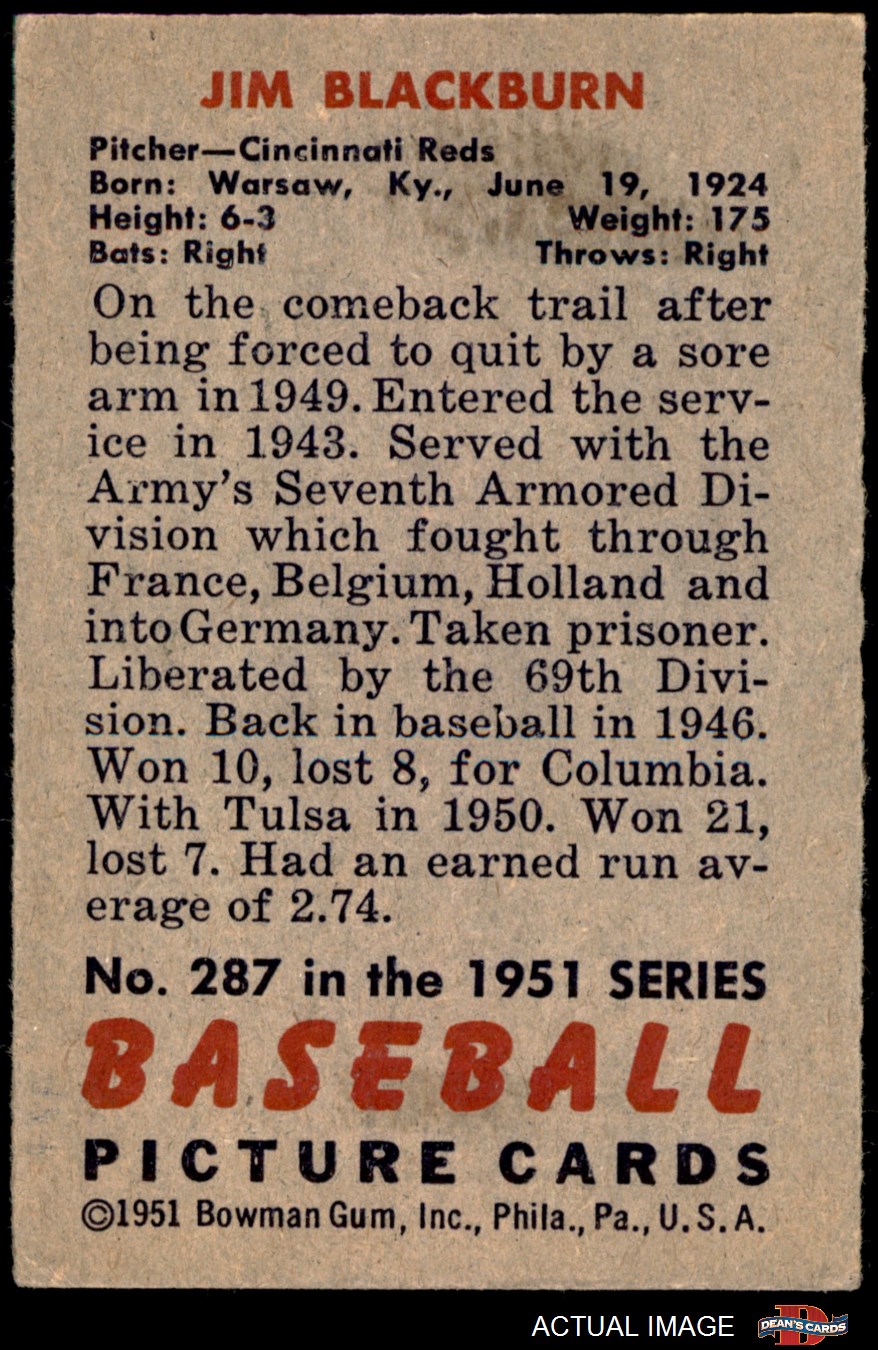 JIM BLACKBURN
Pitcher—Cincinnati Reds
Born: Warsaw, Ky., June 19, 1924
Height: 6-3 Weight: 175
Bats: Right Throws: Right
On the comeback trail after
being forced to quit by a sore
arm in 1949. Entered the serv-
ice in 1943. Served with the
Army's Seventh Armored Di-
vision which fought through
France, Belgium, Holland and
into Germany. Taken prisoner.
Liberated by the 69th Divi-
sion. Back in baseball in 1946.
Won 10, lost 8, for Columbia.
With Tulsa in 1950. Won 21,
lost 7. Had an earned run av-
erage of 2.74.
No. 287 in the 1951 SERIES
BASEBALL
PICTURE CARDS
©1951 Bowman Gum, Inc., Phila., Pa., U.S.A.
ACTUAL IMAGE
D
DEAN'S CARDS